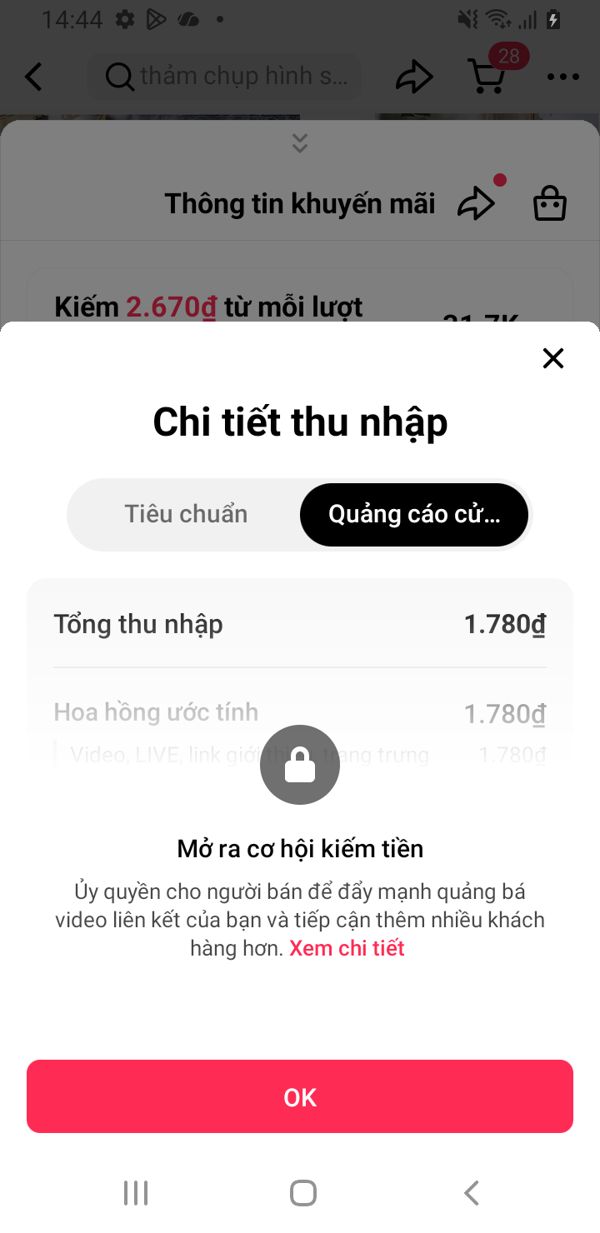 14:44
thảm chụp hình s...
28
Thông tin khuyến mãi
Kiếm 2.670₫ từ mỗi lượt
Chi tiết thu nhập
Tiêu chuẩn
Quảng cáo cử...
Tổng thu nhập
1.780₫
Hoa hồng ước tính
1.780₫
Video, LIVE, link giới thiệu, trang trưng
1.780₫
Mở ra cơ hội kiếm tiền
Ủy quyền cho người bán để đẩy mạnh quảng bá
video liên kết của bạn và tiếp cận thêm nhiều khách
hàng hơn. Xem chi tiết
OK